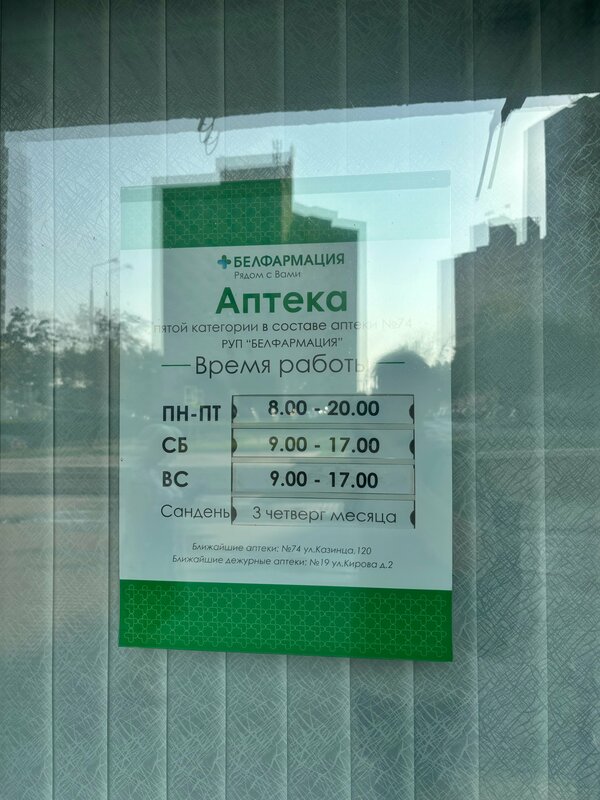 БЕЛФАРМАЦИЯ
Рядом с Вами
Аптека
пятой категории в составе аптеки №74
РУП "БЕЛФАРМАЦИЯ"
Время работы
ПН-ПТ 8.00 - 20.00
СБ 9.00 - 17.00
ВС 9.00 - 17.00
Сандень 3 четверг месяца
Ближайшие аптеки: №74 ул.Казинца,120
Ближайшие дежурные аптеки: №19 ул.Кирова д.2